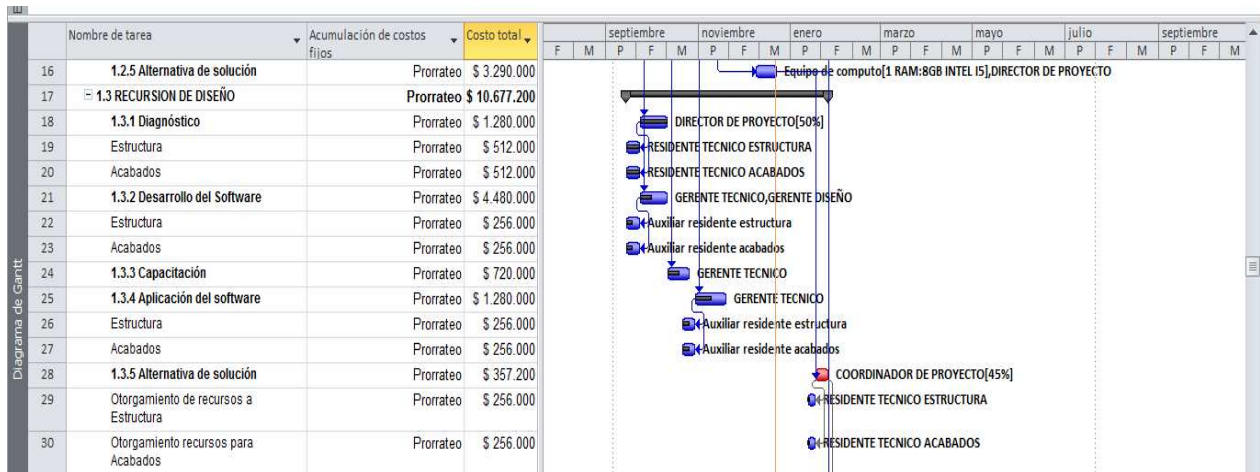 Nombre de tarea Acumulación de costos fijos Costo total
septiembre noviembre enero marzo mayo julio septiembre
F M P F M P F M P F M P F M P F M P F M P F M
16 1.2.5 Alternativa de solución Prorrateo $ 3.290.000 Equipo de computo[1 RAM:8GB INTEL I5],DIRECTOR DE PROYECTO
17 1.3 RECURSION DE DISEÑO Prorrateo $ 10.677.200
18 1.3.1 Diagnóstico Prorrateo $ 1.280.000 DIRECTOR DE PROYECTO[50%]
19 Estructura Prorrateo $ 512.000 RESIDENTE TECNICO ESTRUCTURA
20 Acabados Prorrateo $ 512.000 RESIDENTE TECNICO ACABADOS
21 1.3.2 Desarrollo del Software Prorrateo $ 4.480.000 GERENTE TECNICO,GERENTE DISEÑO
22 Estructura Prorrateo $ 256.000 Auxiliar residente estructura
23 Acabados Prorrateo $ 256.000 Auxiliar residente acabados
24 1.3.3 Capacitación Prorrateo $ 720.000 GERENTE TECNICO
25 1.3.4 Aplicación del software Prorrateo $ 1.280.000 GERENTE TECNICO
26 Estructura Prorrateo $ 256.000 Auxiliar residente estructura
27 Acabados Prorrateo $ 256.000 Auxiliar residente acabados
28 1.3.5 Alternativa de solución Prorrateo $ 357.200 COORDINADOR DE PROYECTO[45%]
29 Otorgamiento de recursos a Estructura Prorrateo $ 256.000 RESIDENTE TECNICO ESTRUCTURA
30 Otorgamiento recursos para Acabados Prorrateo $ 256.000 RESIDENTE TECNICO ACABADOS
Diagrama de Gantt